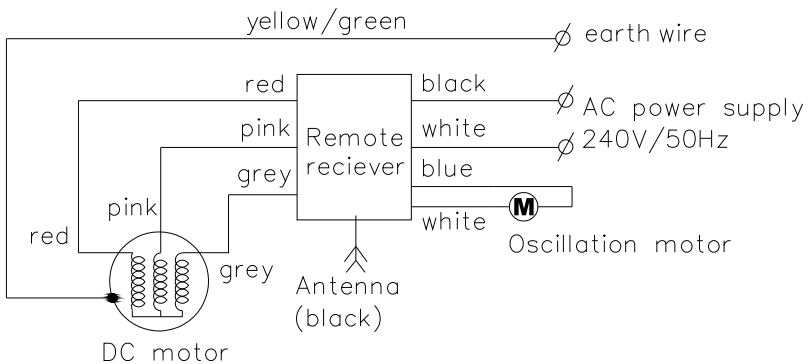 yellow/green
earth wire
red
black
AC power supply
240V/50Hz
pink
white
Remote
reciever
grey
blue
white
M
Oscillation motor
pink
red
grey
Antenna
(black)
DC motor